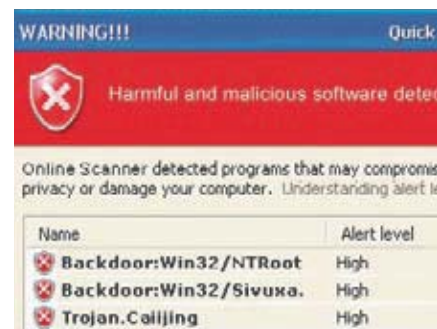 WARNING!!! Quick
Harmful and malicious software detec
Online Scanner detected programs that may compromis
privacy or damage your computer. Understanding alert le
Name Alert level
Backdoor:Win32/NTRoot High
Backdoor:Win32/Sivuxa. High
Trojan.Calijing High